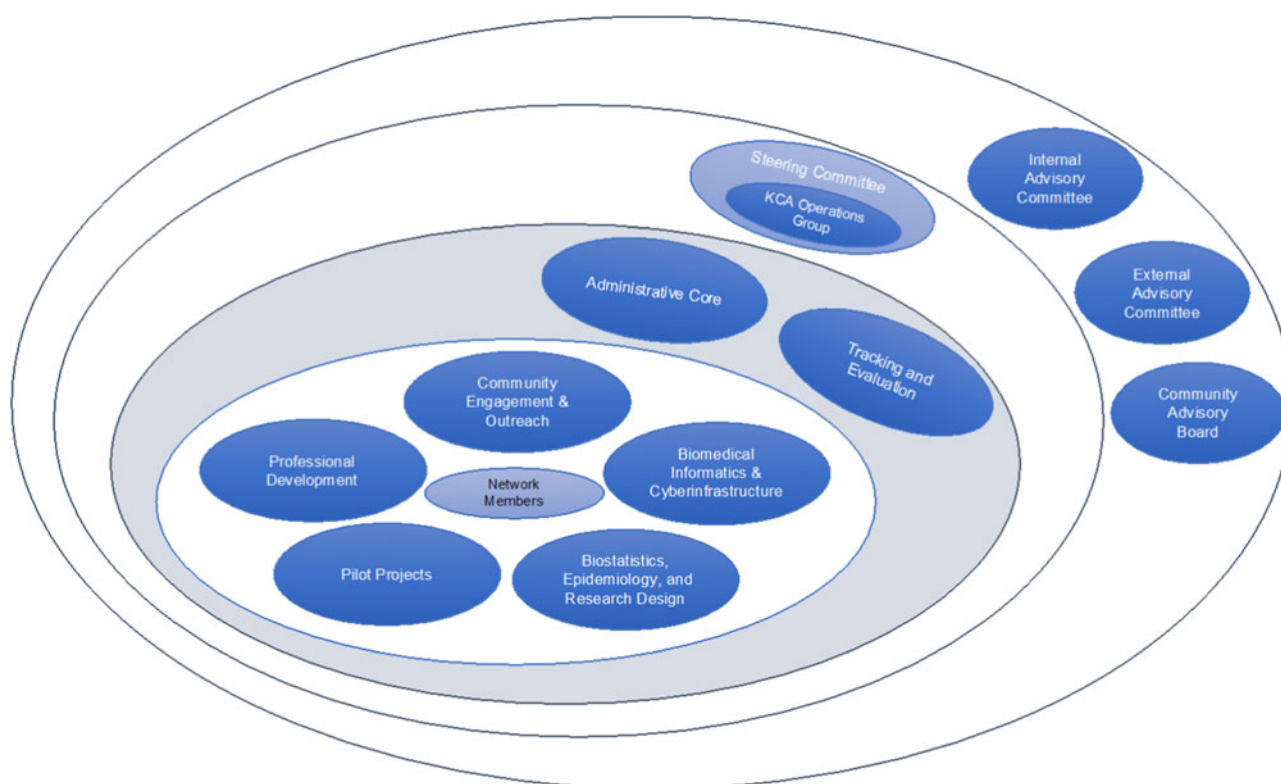 Steering Committee
KCA Operations
Group
Internal
Advisory
Committee
External
Advisory
Committee
Community
Advisory
Board
Administrative Core
Tracking and
Evaluation
Community
Engagement &
Outreach
Professional
Development
Network
Members
Biomedical
Informatics &
Cyberinfrastructure
Pilot Projects
Biostatistics,
Epidemiology, and
Research Design